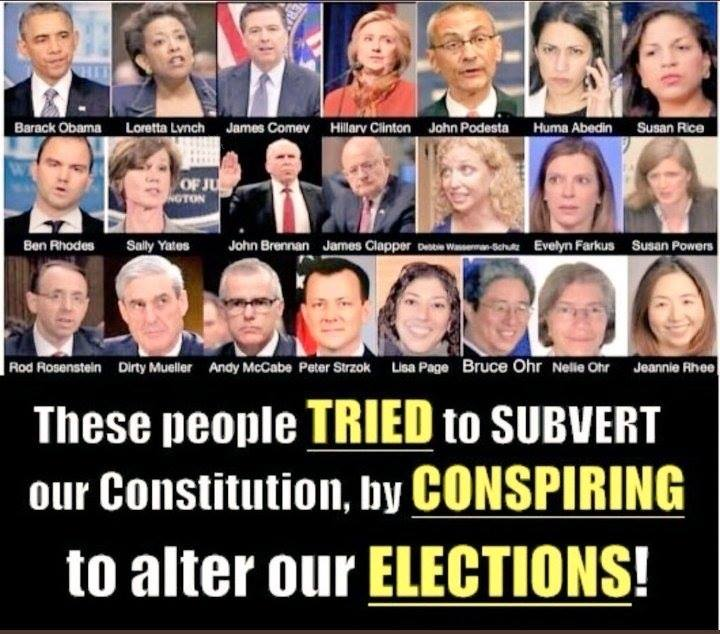 Barack Obama Loretta Lynch James Comey Hillary Clinton John Podesta Huma Abedin Susan Rice
OF JU
NGTON
Ben Rhodes Sally Yates John Brennan James Clapper Debbie Wasserman-Schultz Evelyn Farkus Susan Powers
Rod Rosenstein Dirty Mueller Andy McCabe Peter Strzok Lisa Page Bruce Ohr Nellie Ohr Jeannie Rhee
These people TRIED to SUBVERT
our Constitution, by CONSPIRING
to alter our ELECTIONS!